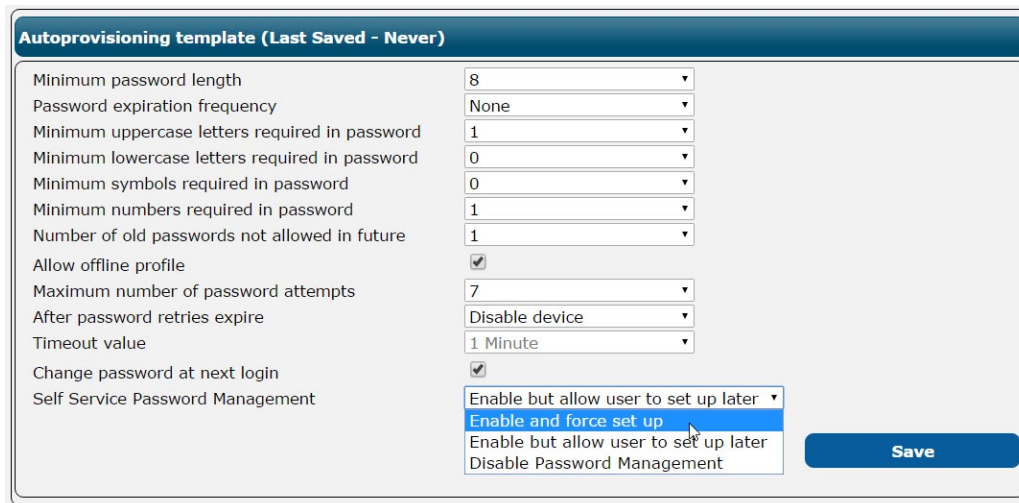 Autoprovisioning template (Last Saved - Never)
Minimum password length 8
Password expiration frequency None
Minimum uppercase letters required in password 1
Minimum lowercase letters required in password 0
Minimum symbols required in password 0
Minimum numbers required in password 1
Number of old passwords not allowed in future 1
Allow offline profile
Maximum number of password attempts 7
After password retries expire Disable device
Timeout value 1 Minute
Change password at next login
Self Service Password Management Enable but allow user to set up later
Enable and force set up
Enable but allow user to set up later
Disable Password Management
Save